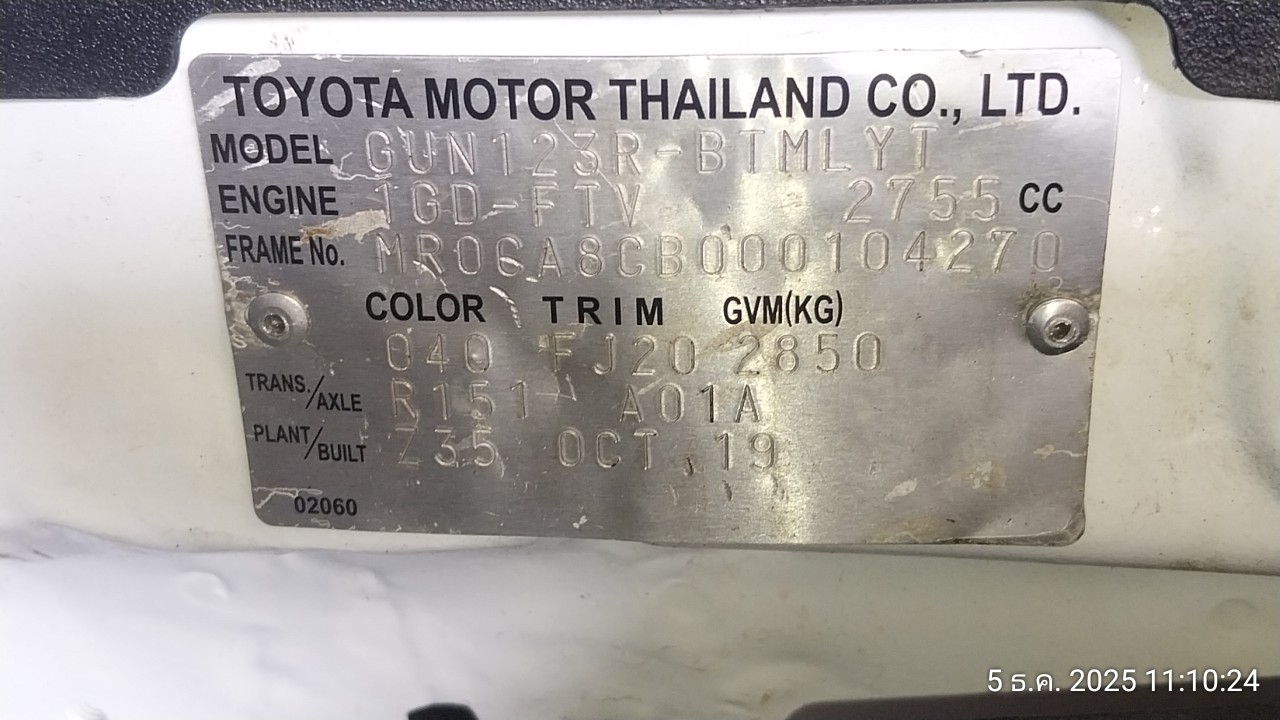 TOYOTA MOTOR THAILAND CO., LTD.
MODEL GUN123R-BTMLYT
ENGINE 1GD-FTV 2755 CC
FRAME No. MR0CA8CB000104270
COLOR TRIM GVM(KG)
040 FJ20 2850
TRANS./AXLE R151 A01A
PLANT/BUILT Z35 OCT.19
02060
5 ธ.ค. 2025 11:10:24